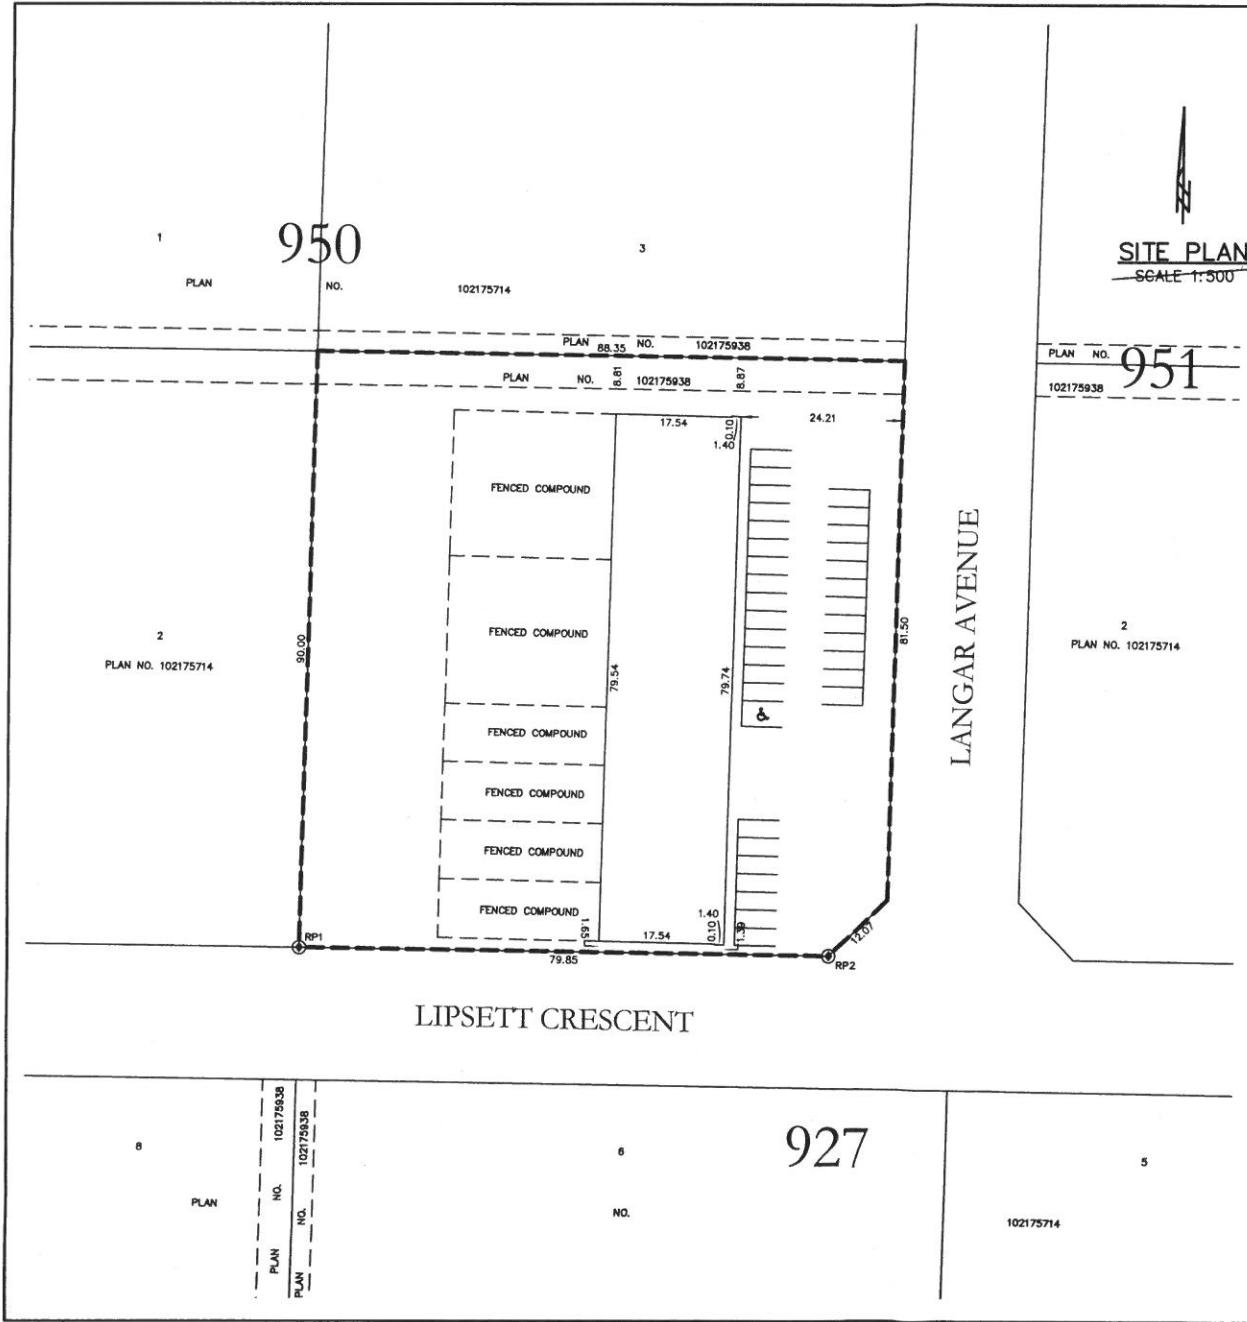 1
950
3
PLAN NO. 102175714
SITE PLAN
SCALE 1:500
PLAN NO. 102175938
88.35
PLAN NO. 102175938
8.81
8.87
PLAN NO. 951
102175938
17.54
0.10
1.40
24.21
FENCED COMPOUND
FENCED COMPOUND
LANGAR AVENUE
2
PLAN NO. 102175714
90.00
79.54
79.74
81.50
2
PLAN NO. 102175714
FENCED COMPOUND
FENCED COMPOUND
FENCED COMPOUND
FENCED COMPOUND
1.65
17.54
1.40
0.10
1.39
12.07
RP1
79.85
RP2
LIPSETT CRESCENT
PLAN NO. 102175938
PLAN NO. 102175938
8
6
927
5
PLAN
NO.
102175714